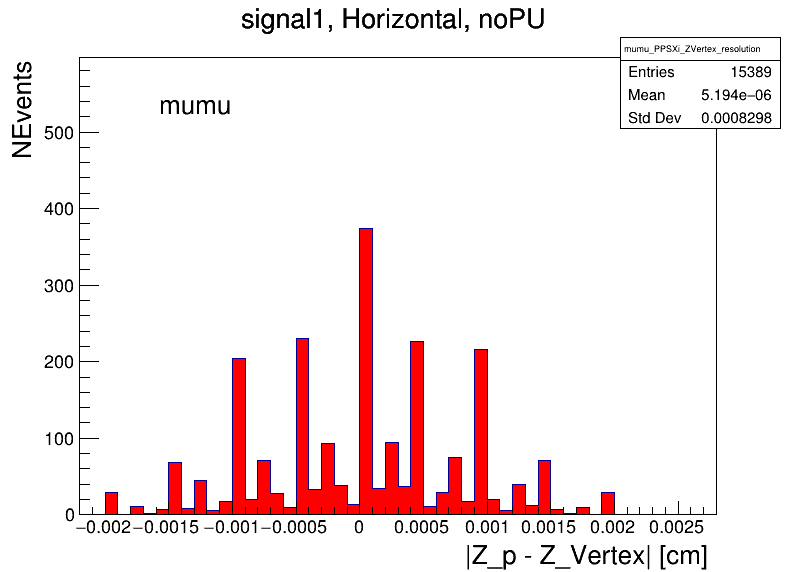 signal1, Horizontal, noPU
mumu_PPSXi_ZVertex_resolution
Entries 15389
Mean 5.194e−06
Std Dev 0.0008298
NEvents
mumu
500
400
300
200
100
0
−0.002 −0.0015 −0.001 −0.0005 0 0.0005 0.001 0.0015 0.002 0.0025
|Z_p - Z_Vertex| [cm]